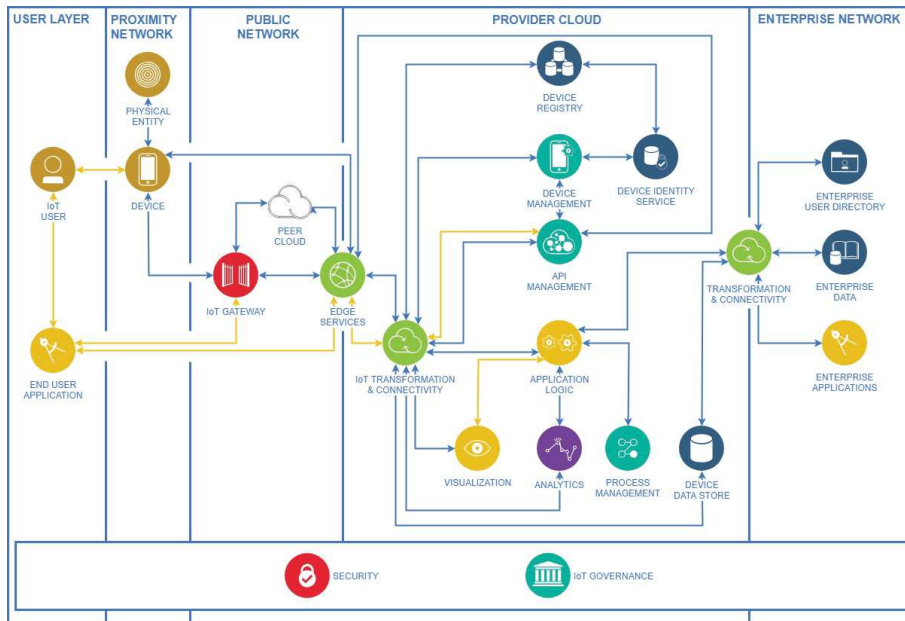 USER LAYER
PROXIMITY
NETWORK
PUBLIC
NETWORK
PROVIDER CLOUD
ENTERPRISE NETWORK
DEVICE
REGISTRY
PHYSICAL
ENTITY
IoT
USER
DEVICE
PEER
CLOUD
DEVICE
MANAGEMENT
DEVICE IDENTITY
SERVICE
ENTERPRISE
USER DIRECTORY
API
MANAGEMENT
IoT GATEWAY
EDGE
SERVICES
TRANSFORMATION
& CONNECTIVITY
ENTERPRISE
DATA
END USER
APPLICATION
IoT TRANSFORMATION
& CONNECTIVITY
APPLICATION
LOGIC
ENTERPRISE
APPLICATIONS
VISUALIZATION
ANALYTICS
PROCESS
MANAGEMENT
DEVICE
DATA STORE
SECURITY
IoT GOVERNANCE